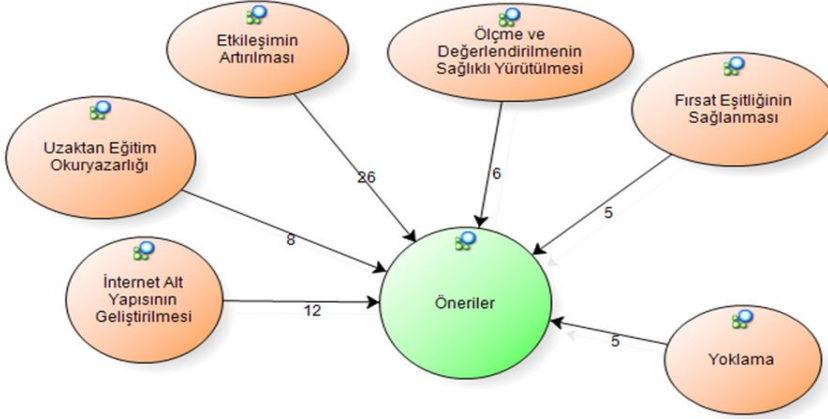 Etkileşimin
Artırılması
Ölçme ve
Değerlendirilmenin
Sağlıklı Yürütülmesi
Fırsat Eşitliğinin
Sağlanması
Uzaktan Eğitim
Okuryazarlığı
26
6
5
8
İnternet Alt
Yapısının
Geliştirilmesi
12
Öneriler
5
Yoklama